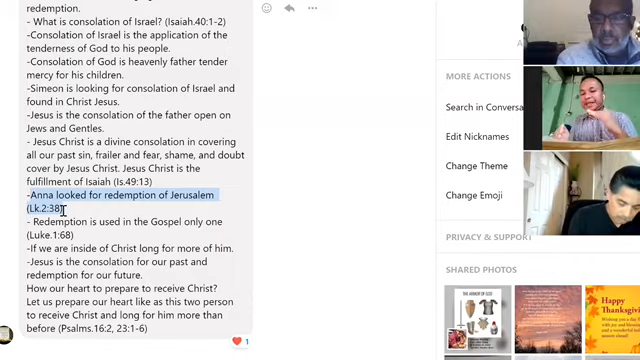 redemption.
- What is consolation of Israel? (Isaiah.40:1-2)
-Consolation of Israel is the application of the
tenderness of God to his people.
-Consolation of God is heavenly father tender
mercy for his children.
-Simeon is looking for consolation of Israel and
found in Christ Jesus.
-Jesus is the consolation of the father open on
Jews and Gentles.
- Jesus Christ is a divine consolation in covering
all our past sin, frailer and fear, shame, and doubt
cover by Jesus Christ. Jesus Christ is the
fulfillment of Isaiah (Is.49:13)
-Anna looked for redemption of Jerusalem
(Lk.2:38)
- Redemption is used in the Gospel only one
(Luke.1:68)
-If we are inside of Christ long for more of him.
-Jesus is the consolation for our past and
redemption for our future.
How our heart to prepare to receive Christ?
Let us prepare our heart like as this two person
to receive Christ and long for him more than
before (Psalms.16:2, 23:1-6)
1
MORE ACTIONS
Search in Conversa
Edit Nicknames
Change Theme
Change Emoji
PRIVACY & SUPPORT
SHARED PHOTOS
THE ARMOR OF GOD
Happy
Thanksgiving